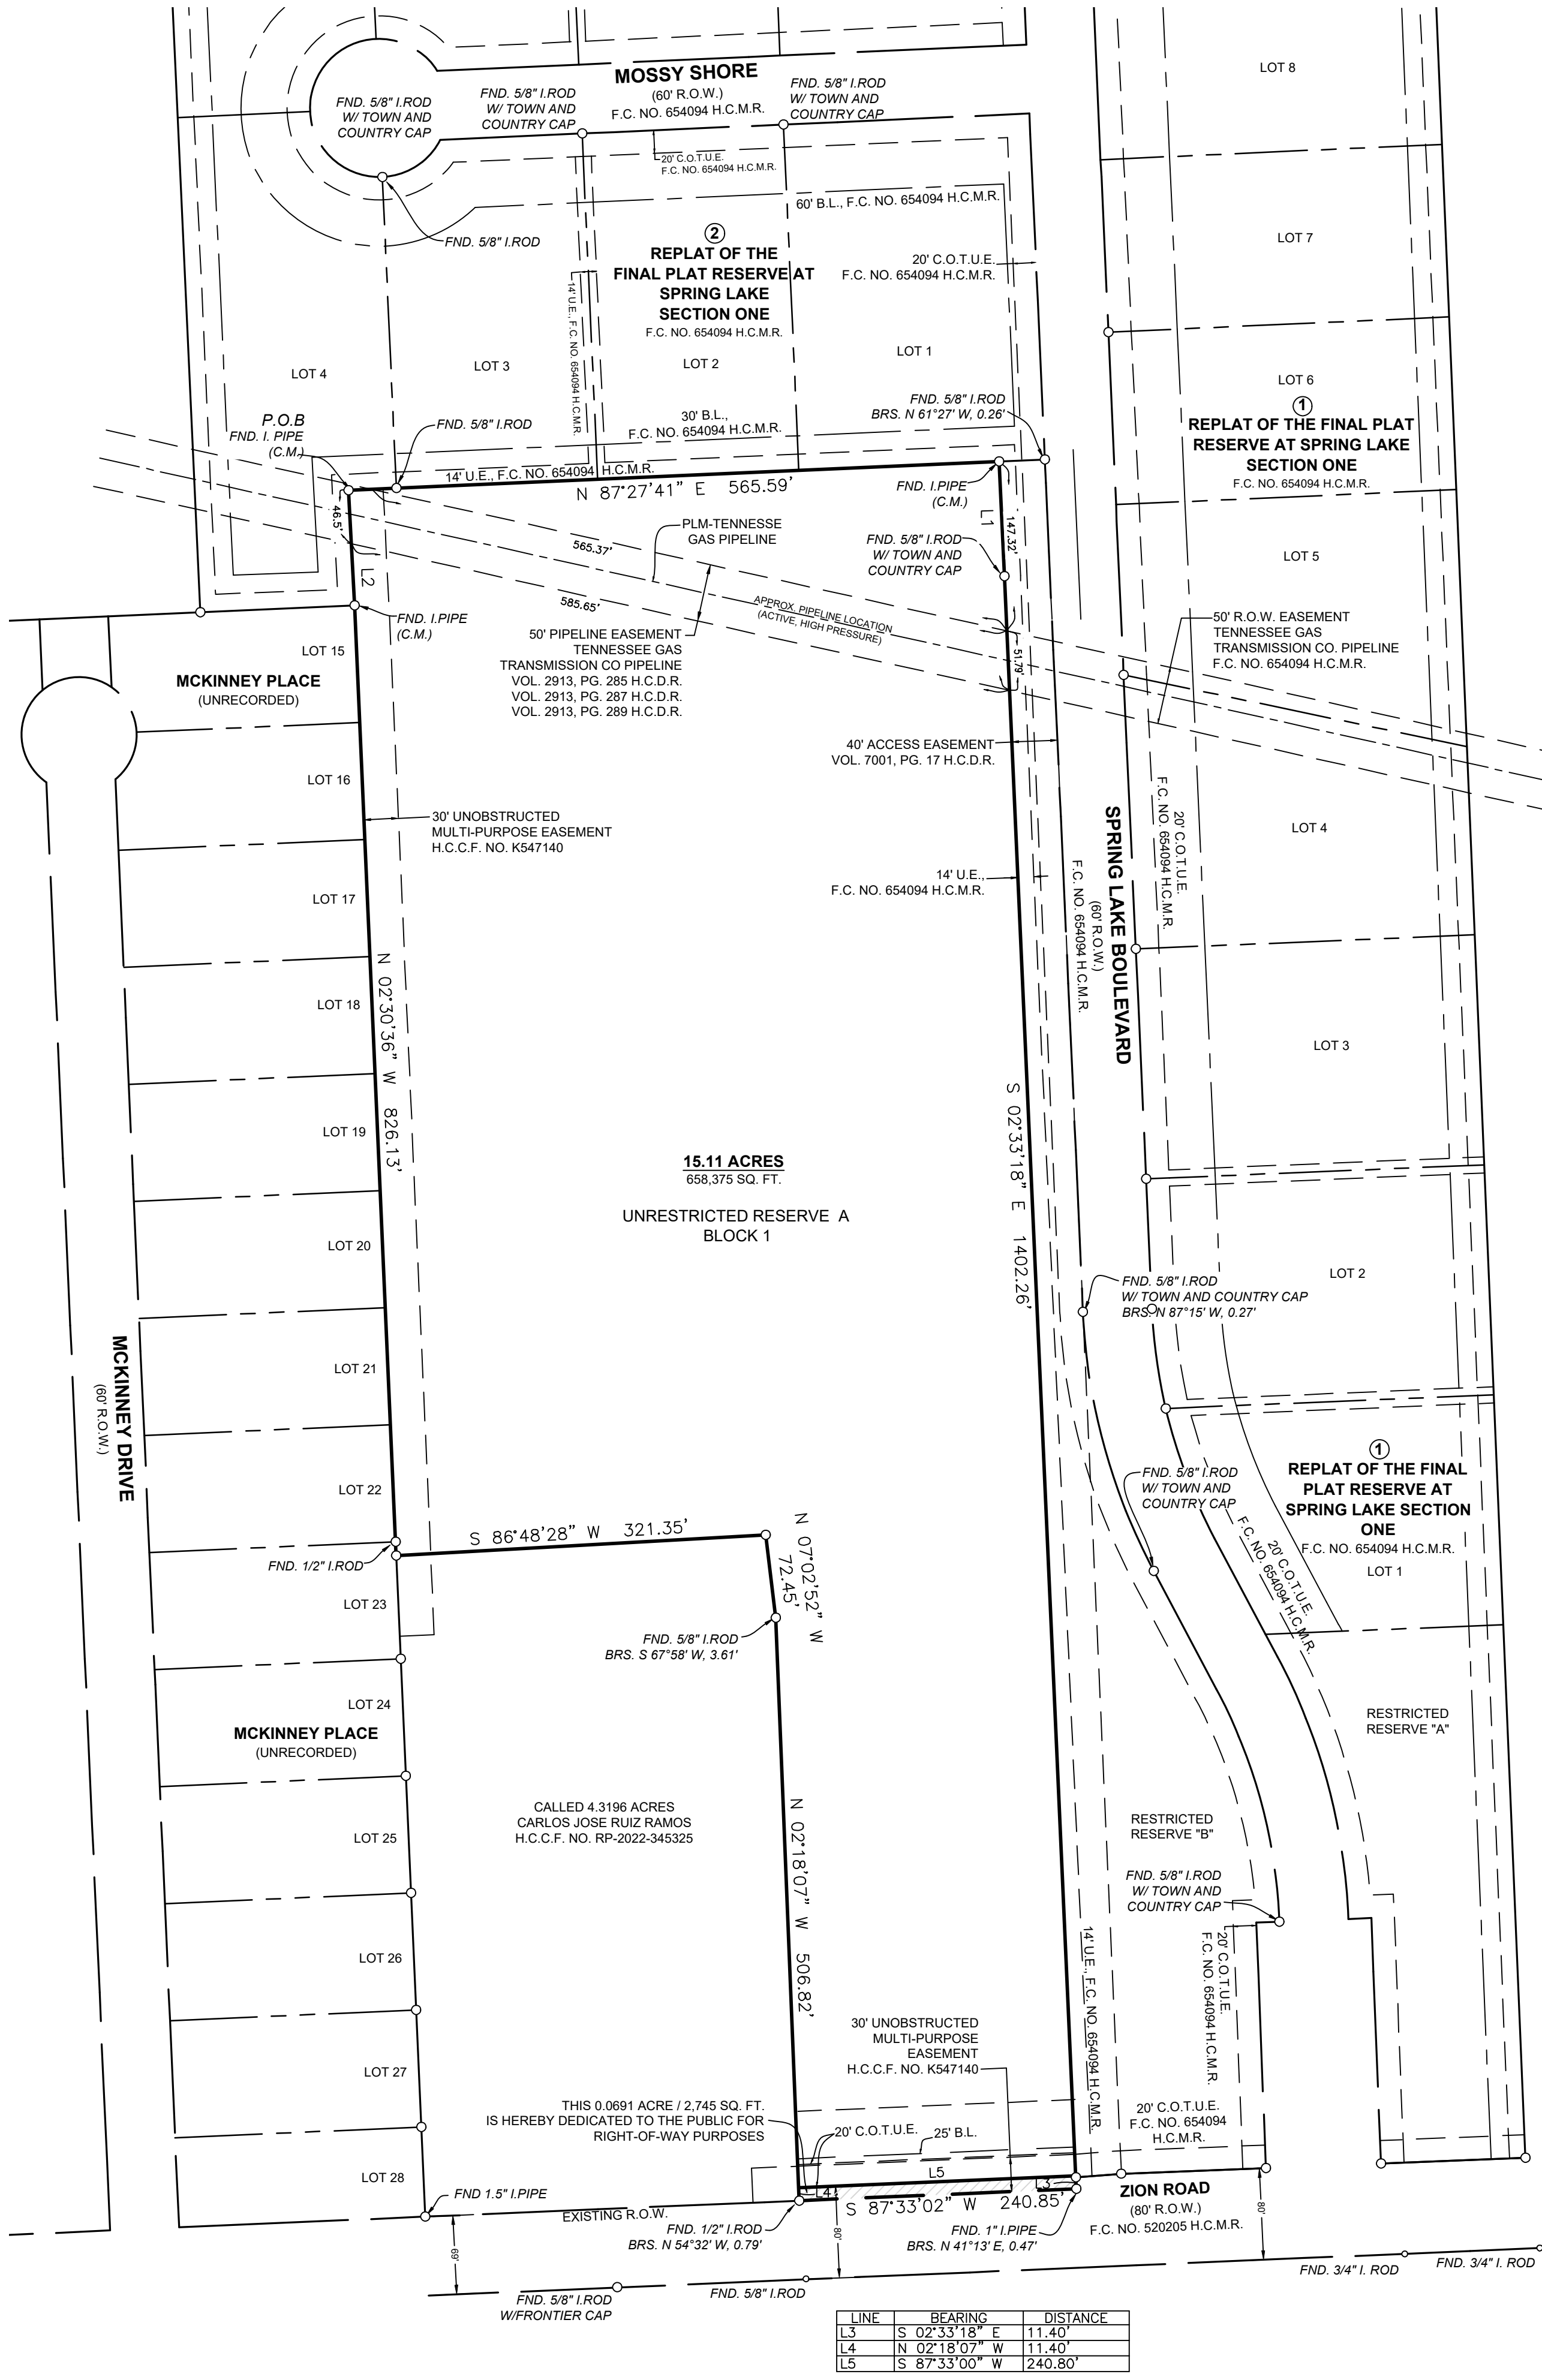 MOSSY SHORE
(60' R.O.W.)
F.C. NO. 654094 H.C.M.R.
FND. 5/8" I.ROD
W/ TOWN AND
COUNTRY CAP
FND. 5/8" I.ROD
W/ TOWN AND
COUNTRY CAP
FND. 5/8" I.ROD
W/ TOWN AND
COUNTRY CAP
LOT 8
20' C.O.T.U.E.
F.C. NO. 654094 H.C.M.R.
60' B.L., F.C. NO. 654094 H.C.M.R.
FND. 5/8" I.ROD
2
REPLAT OF THE
FINAL PLAT RESERVE AT
SPRING LAKE
SECTION ONE
F.C. NO. 654094 H.C.M.R.
20' C.O.T.U.E.
F.C. NO. 654094 H.C.M.R.
LOT 7
14' U.E., F.C. NO. 654094 H.C.M.R.
LOT 4
LOT 3
LOT 2
LOT 1
LOT 6
1
REPLAT OF THE FINAL PLAT
RESERVE AT SPRING LAKE
SECTION ONE
F.C. NO. 654094 H.C.M.R.
P.O.B
FND. I. PIPE
(C.M.)
FND. 5/8" I.ROD
30' B.L.,
F.C. NO. 654094 H.C.M.R.
FND. 5/8" I.ROD
BRS. N 61°27' W, 0.26'
14' U.E., F.C. NO. 654094 H.C.M.R.
N 87°27'41" E 565.59'
FND. I.PIPE
(C.M.)
46.5'
L2
L1
147.32'
PLM-TENNESSE
GAS PIPELINE
565.37'
585.65'
FND. 5/8" I.ROD
W/ TOWN AND
COUNTRY CAP
LOT 5
APPROX. PIPELINE LOCATION
(ACTIVE, HIGH PRESSURE)
FND. I.PIPE
(C.M.)
50' PIPELINE EASEMENT
TENNESSEE GAS
TRANSMISSION CO PIPELINE
VOL. 2913, PG. 285 H.C.D.R.
VOL. 2913, PG. 287 H.C.D.R.
VOL. 2913, PG. 289 H.C.D.R.
51.79'
50' R.O.W. EASEMENT
TENNESSEE GAS
TRANSMISSION CO. PIPELINE
F.C. NO. 654094 H.C.M.R.
LOT 15
MCKINNEY PLACE
(UNRECORDED)
40' ACCESS EASEMENT
VOL. 7001, PG. 17 H.C.D.R.
LOT 16
30' UNOBSTRUCTED
MULTI-PURPOSE EASEMENT
H.C.C.F. NO. K547140
SPRING LAKE BOULEVARD
(60' R.O.W.)
F.C. NO. 654094 H.C.M.R.
20' C.O.T.U.E.
F.C. NO. 654094 H.C.M.R.
LOT 4
14' U.E.,
F.C. NO. 654094 H.C.M.R.
LOT 17
LOT 18
N 02°30'36" W 826.13'
LOT 3
LOT 19
S 02°33'18" E 1402.26'
15.11 ACRES
658,375 SQ. FT.
UNRESTRICTED RESERVE A
BLOCK 1
LOT 20
LOT 2
FND. 5/8" I.ROD
W/ TOWN AND COUNTRY CAP
BRS. N 87°15' W, 0.27'
MCKINNEY DRIVE
(60' R.O.W.)
LOT 21
LOT 22
FND. 5/8" I.ROD
W/ TOWN AND
COUNTRY CAP
1
REPLAT OF THE FINAL
PLAT RESERVE AT
SPRING LAKE SECTION
ONE
F.C. NO. 654094 H.C.M.R.
LOT 1
20' C.O.T.U.E.
F.C. NO. 654094 H.C.M.R.
S 86°48'28" W 321.35'
N 07°02'52" W
72.45'
FND. 1/2" I.ROD
LOT 23
FND. 5/8" I.ROD
BRS. S 67°58' W, 3.61'
LOT 24
MCKINNEY PLACE
(UNRECORDED)
RESTRICTED
RESERVE "A"
CALLED 4.3196 ACRES
CARLOS JOSE RUIZ RAMOS
H.C.C.F. NO. RP-2022-345325
N 02°18'07" W 506.82'
RESTRICTED
RESERVE "B"
LOT 25
FND. 5/8" I.ROD
W/ TOWN AND
COUNTRY CAP
LOT 26
14' U.E., F.C. NO. 654094 H.C.M.R.
20' C.O.T.U.E.
F.C. NO. 654094 H.C.M.R.
30' UNOBSTRUCTED
MULTI-PURPOSE
EASEMENT
H.C.C.F. NO. K547140
LOT 27
THIS 0.0691 ACRE / 2,745 SQ. FT.
IS HEREBY DEDICATED TO THE PUBLIC FOR
RIGHT-OF-WAY PURPOSES
20' C.O.T.U.E.
25' B.L.
20' C.O.T.U.E.
F.C. NO. 654094
H.C.M.R.
LOT 28
L5
L3
L4
FND 1.5" I.PIPE
ZION ROAD
(80' R.O.W.)
F.C. NO. 520205 H.C.M.R.
EXISTING R.O.W.
S 87°33'02" W 240.85'
FND. 1/2" I.ROD
BRS. N 54°32' W, 0.79'
FND. 1" I.PIPE
BRS. N 41°13' E, 0.47'
69'
80'
80'
FND. 5/8" I.ROD
W/FRONTIER CAP
FND. 5/8" I.ROD
FND. 3/4" I. ROD
FND. 3/4" I. ROD
LINE BEARING DISTANCE
L3 S 02°33'18" E 11.40'
L4 N 02°18'07" W 11.40'
L5 S 87°33'00" W 240.80'